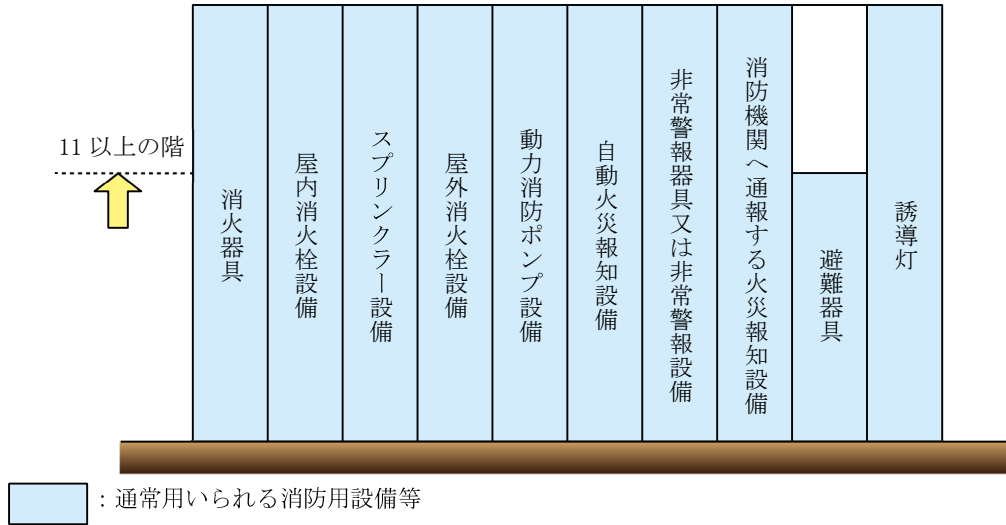 11 以上の階
消火器具
屋内消火栓設備
スプリンクラー設備
屋外消火栓設備
動力消防ポンプ設備
自動火災報知設備
非常警報器具又は非常警報設備
消防機関へ通報する火災報知設備
避難器具
誘導灯
：通常用いられる消防用設備等